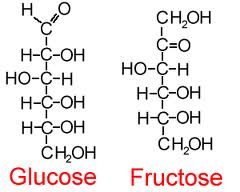 H O
C
H-C-OH
HO-C-H
H-C-OH
H-C-OH
CH2OH
Glucose
CH2OH
C=O
HO-C-H
H-C-OH
H-C-OH
CH2OH
Fructose